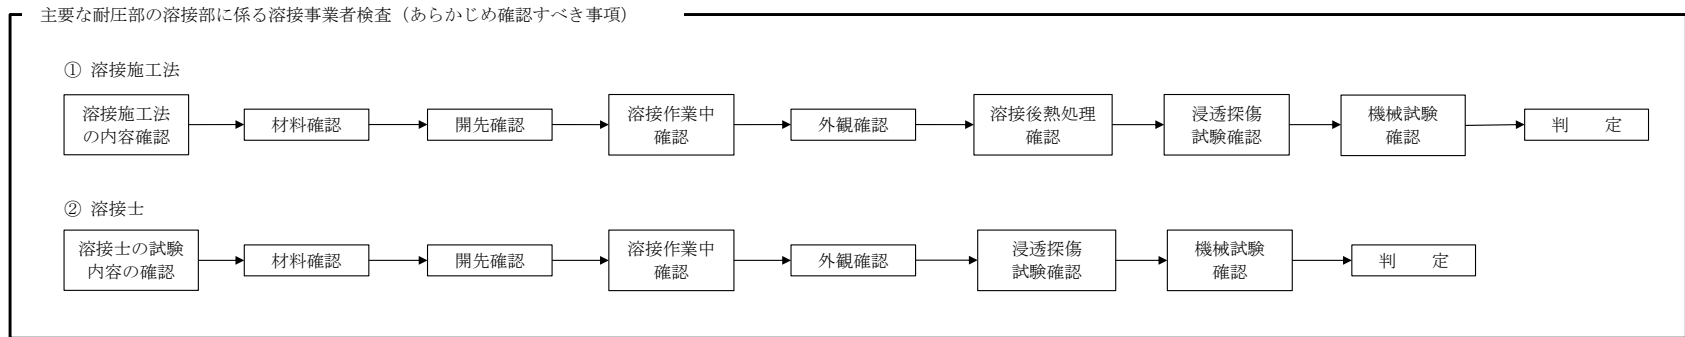 主要な耐圧部の溶接部に係る溶接事業者検査（あらかじめ確認すべき事項）
① 溶接施工法
溶接施工法
の内容確認
材料確認
開先確認
溶接作業中
確認
外観確認
溶接後熱処理
確認
浸透探傷
試験確認
機械試験
確認
判　定
② 溶接士
溶接士の試験
内容の確認
材料確認
開先確認
溶接作業中
確認
外観確認
浸透探傷
試験確認
機械試験
確認
判　定